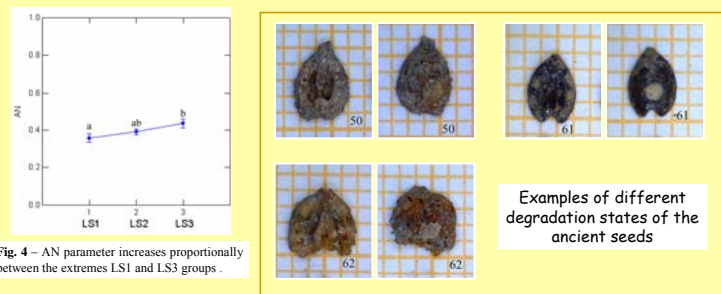 1.0
0.8
0.6
0.4
0.2
0.0
AN
a
ab
b
1
2
3
LS1
LS2
LS3
Fig. 4 – AN parameter increases proportionally
between the extremes LS1 and LS3 groups .
50
50
61
61
62
62
Examples of different
degradation states of the
ancient seeds